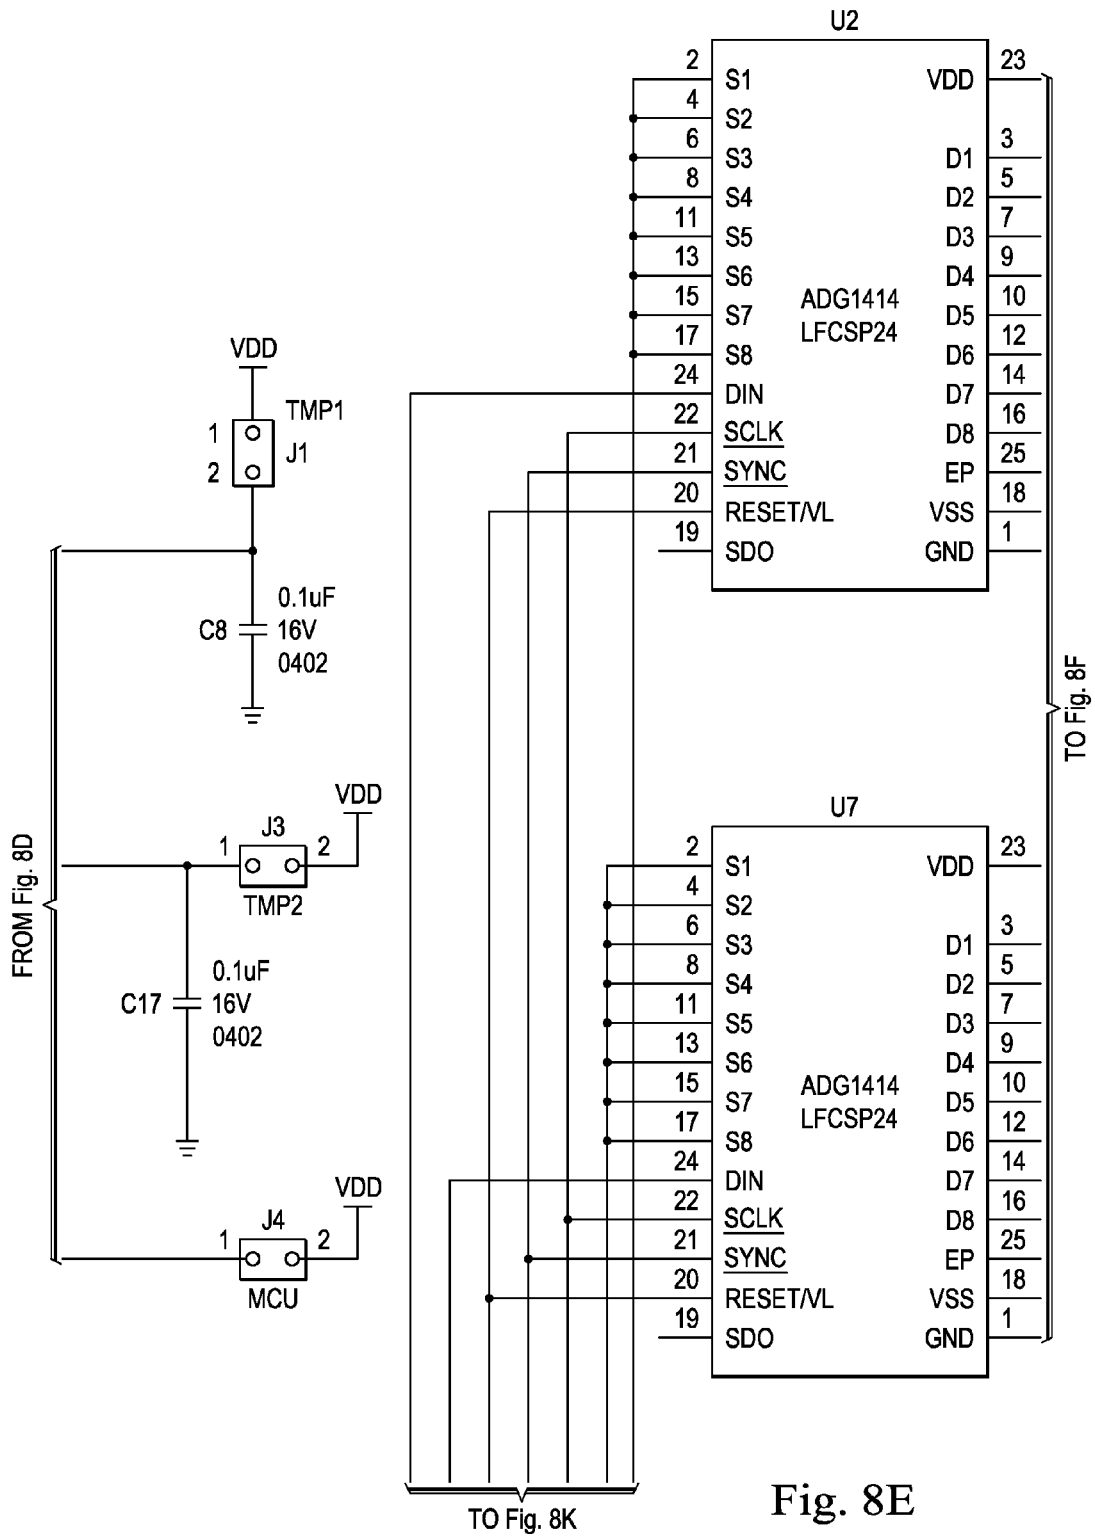 U2
2 S1 VDD 23
4 S2
6 S3 D1 3
8 S4 D2 5
11 S5 D3 7
13 S6 D4 9
15 S7 D5 10
17 S8 D6 12
24 DIN D7 14
22 SCLK D8 16
21 SYNC EP 25
20 RESET/VL VSS 18
19 SDO GND 1
ADG1414
LFCSP24
VDD
TMP1
1
J1
2
0.1uF
C8 16V
0402
TO Fig. 8F
FROM Fig. 8D
VDD
J3
1 2
TMP2
0.1uF
C17 16V
0402
VDD
J4
1 2
MCU
U7
2 S1 VDD 23
4 S2
6 S3 D1 3
8 S4 D2 5
11 S5 D3 7
13 S6 D4 9
15 S7 D5 10
17 S8 D6 12
24 DIN D7 14
22 SCLK D8 16
21 SYNC EP 25
20 RESET/VL VSS 18
19 SDO GND 1
ADG1414
LFCSP24
TO Fig. 8K
Fig. 8E